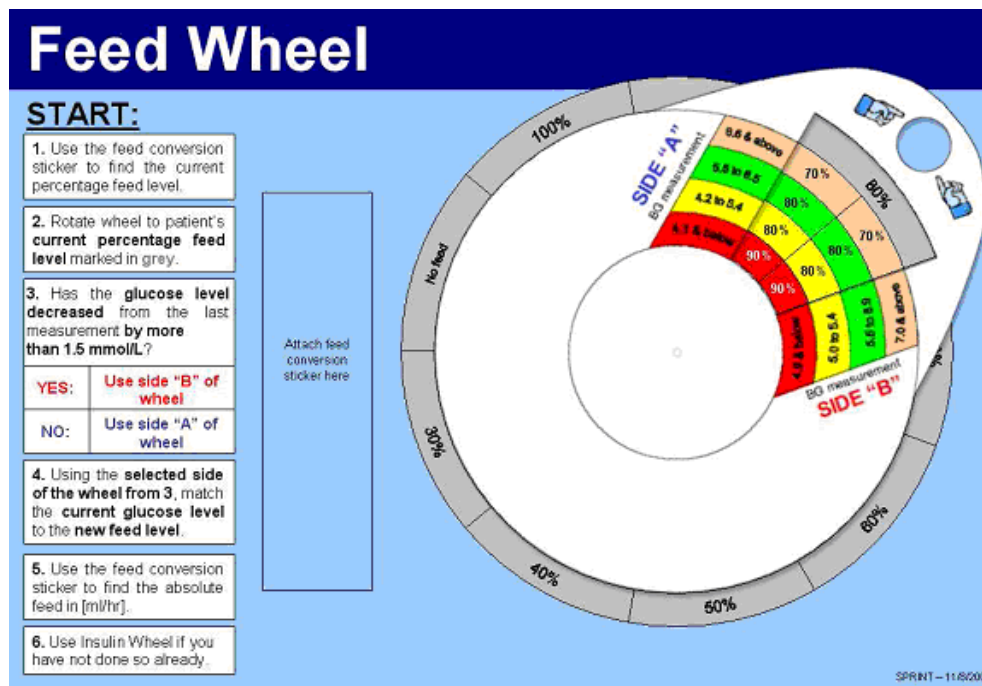 Feed Wheel
START:
1. Use the feed conversion
sticker to find the current
percentage feed level.
2. Rotate wheel to patient's
current percentage feed
level marked in grey.
3. Has the glucose level
decreased from the last
measurement by more
than 1.5 mmol/L?
YES:
Use side "B" of
wheel
NO:
Use side "A" of
wheel
4. Using the selected side
of the wheel from 3, match
the current glucose level
to the new feed level.
5. Use the feed conversion
sticker to find the absolute
feed in [ml/hr].
6. Use Insulin Wheel if you
have not done so already.
Attach feed
conversion
sticker here
100%
No feed
30%
40%
50%
60%
SIDE "A"
BG measurement
6.6 & above
5.5 to 6.5
4.2 to 5.4
4.1 & below
70%
80%
80%
90%
80%
70%
80%
80%
90%
7.0 & above
5.5 to 6.9
5.0 to 5.4
4.9 & below
BG measurement
SIDE "B"
SPRINT – 11/8/20